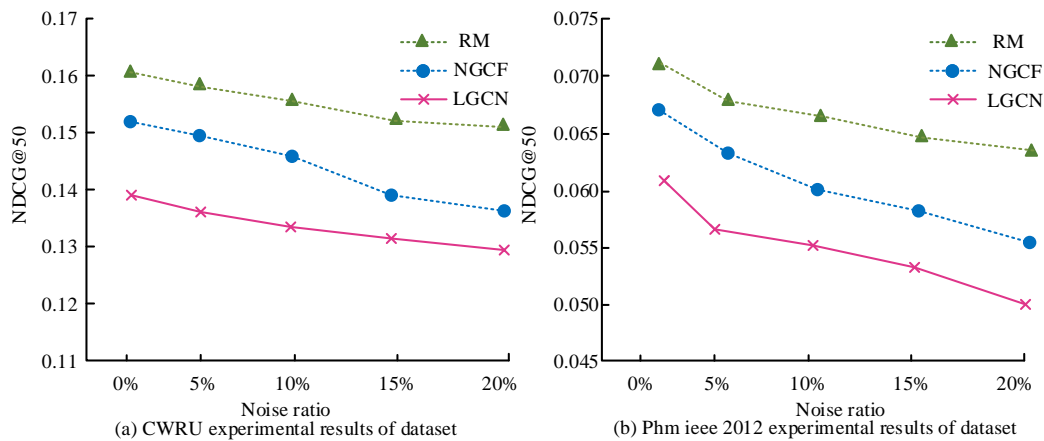 0.17
0.16
0.15
0.14
0.13
0.12
0.11
NDCG@50
RM
NGCF
LGCN
0% 5% 10% 15% 20%
Noise ratio
(a) CWRU experimental results of dataset
0.075
0.070
0.065
0.060
0.055
0.050
0.045
NDCG@50
RM
NGCF
LGCN
0% 5% 10% 15% 20%
Noise ratio
(b) Phm ieee 2012 experimental results of dataset